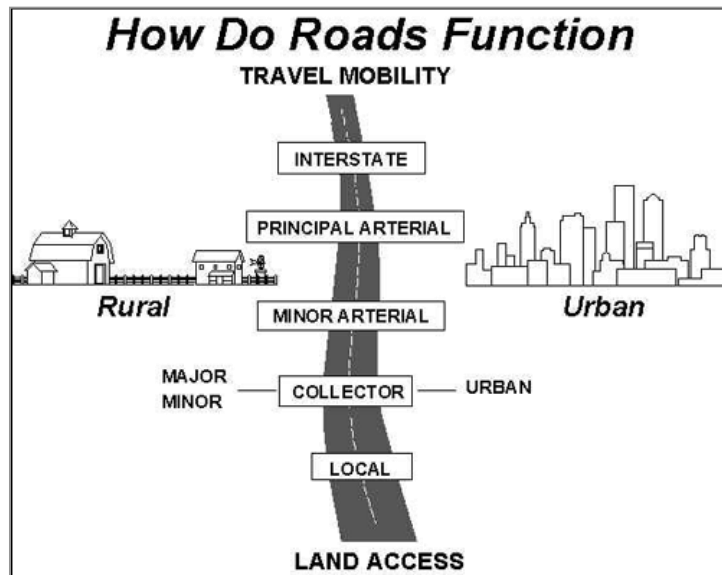 How Do Roads Function
TRAVEL MOBILITY
INTERSTATE
PRINCIPAL ARTERIAL
Rural
Urban
MINOR ARTERIAL
MAJOR
MINOR
COLLECTOR
URBAN
LOCAL
LAND ACCESS